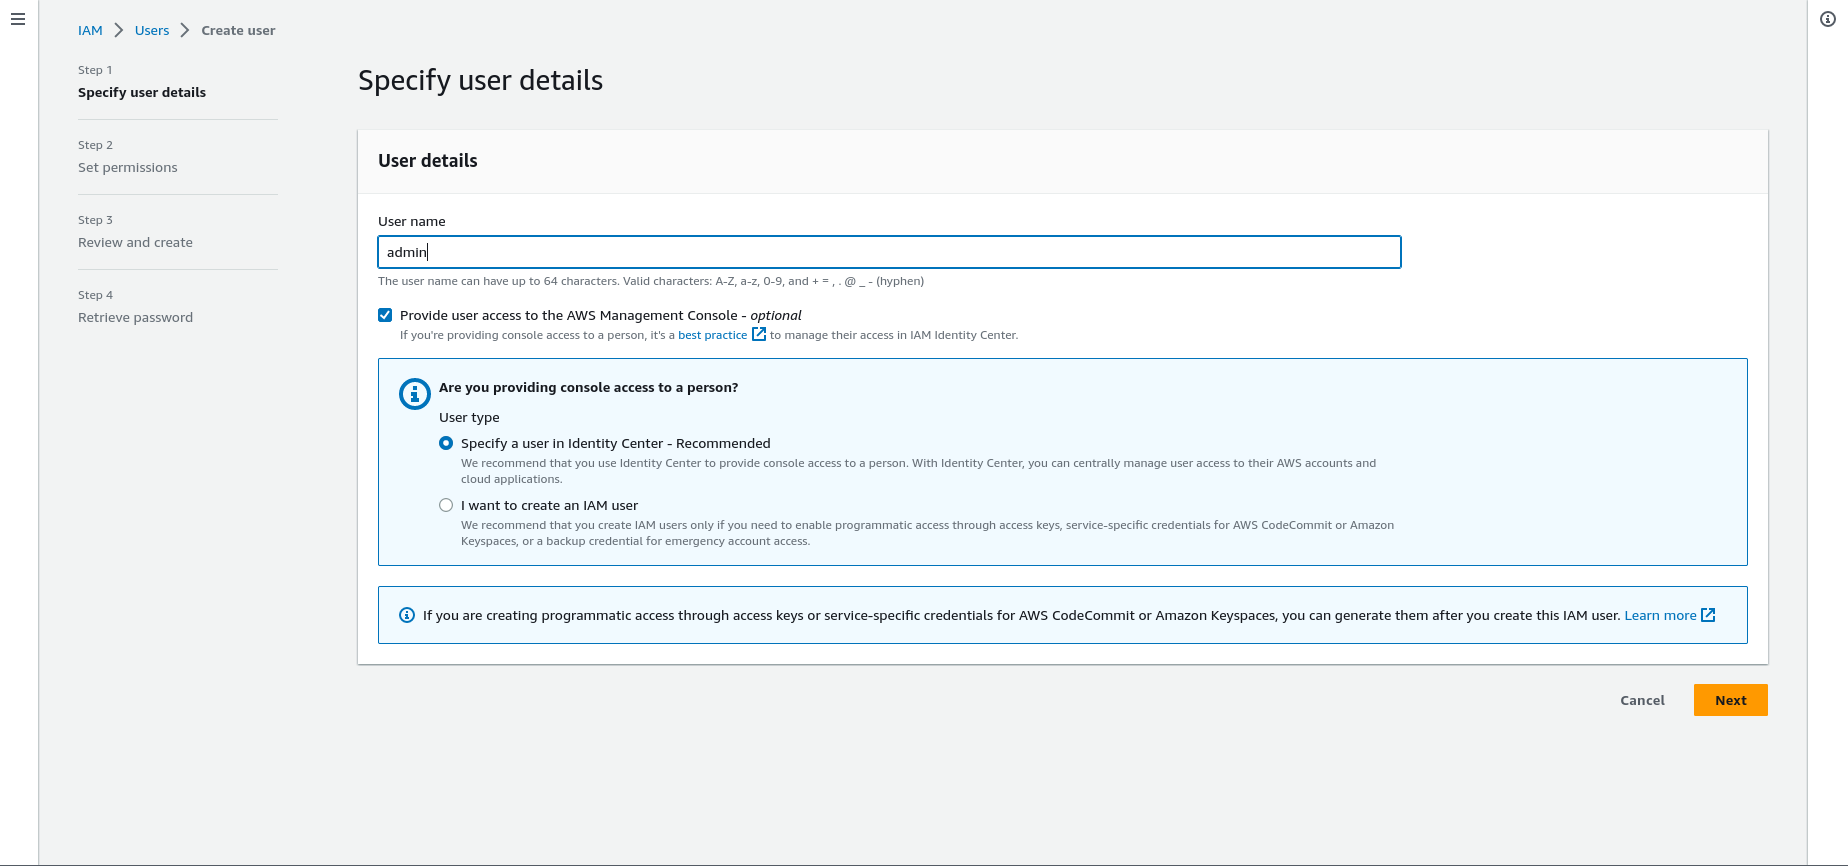 IAM > Users > Create user
Step 1
Specify user details
Step 2
Set permissions
Step 3
Review and create
Step 4
Retrieve password
Specify user details
User details
User name
admin
The user name can have up to 64 characters. Valid characters: A-Z, a-z, 0-9, and + = , . @ _ - (hyphen)
Provide user access to the AWS Management Console - optional
If you're providing console access to a person, it's a best practice to manage their access in IAM Identity Center.
Are you providing console access to a person?
User type
Specify a user in Identity Center - Recommended
We recommend that you use Identity Center to provide console access to a person. With Identity Center, you can centrally manage user access to their AWS accounts and
cloud applications.
I want to create an IAM user
We recommend that you create IAM users only if you need to enable programmatic access through access keys, service-specific credentials for AWS CodeCommit or Amazon
Keyspaces, or a backup credential for emergency account access.
If you are creating programmatic access through access keys or service-specific credentials for AWS CodeCommit or Amazon Keyspaces, you can generate them after you create this IAM user. Learn more
Cancel
Next